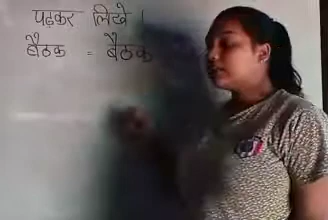 पढ़कर लिखे ।
बैठक = बैठक